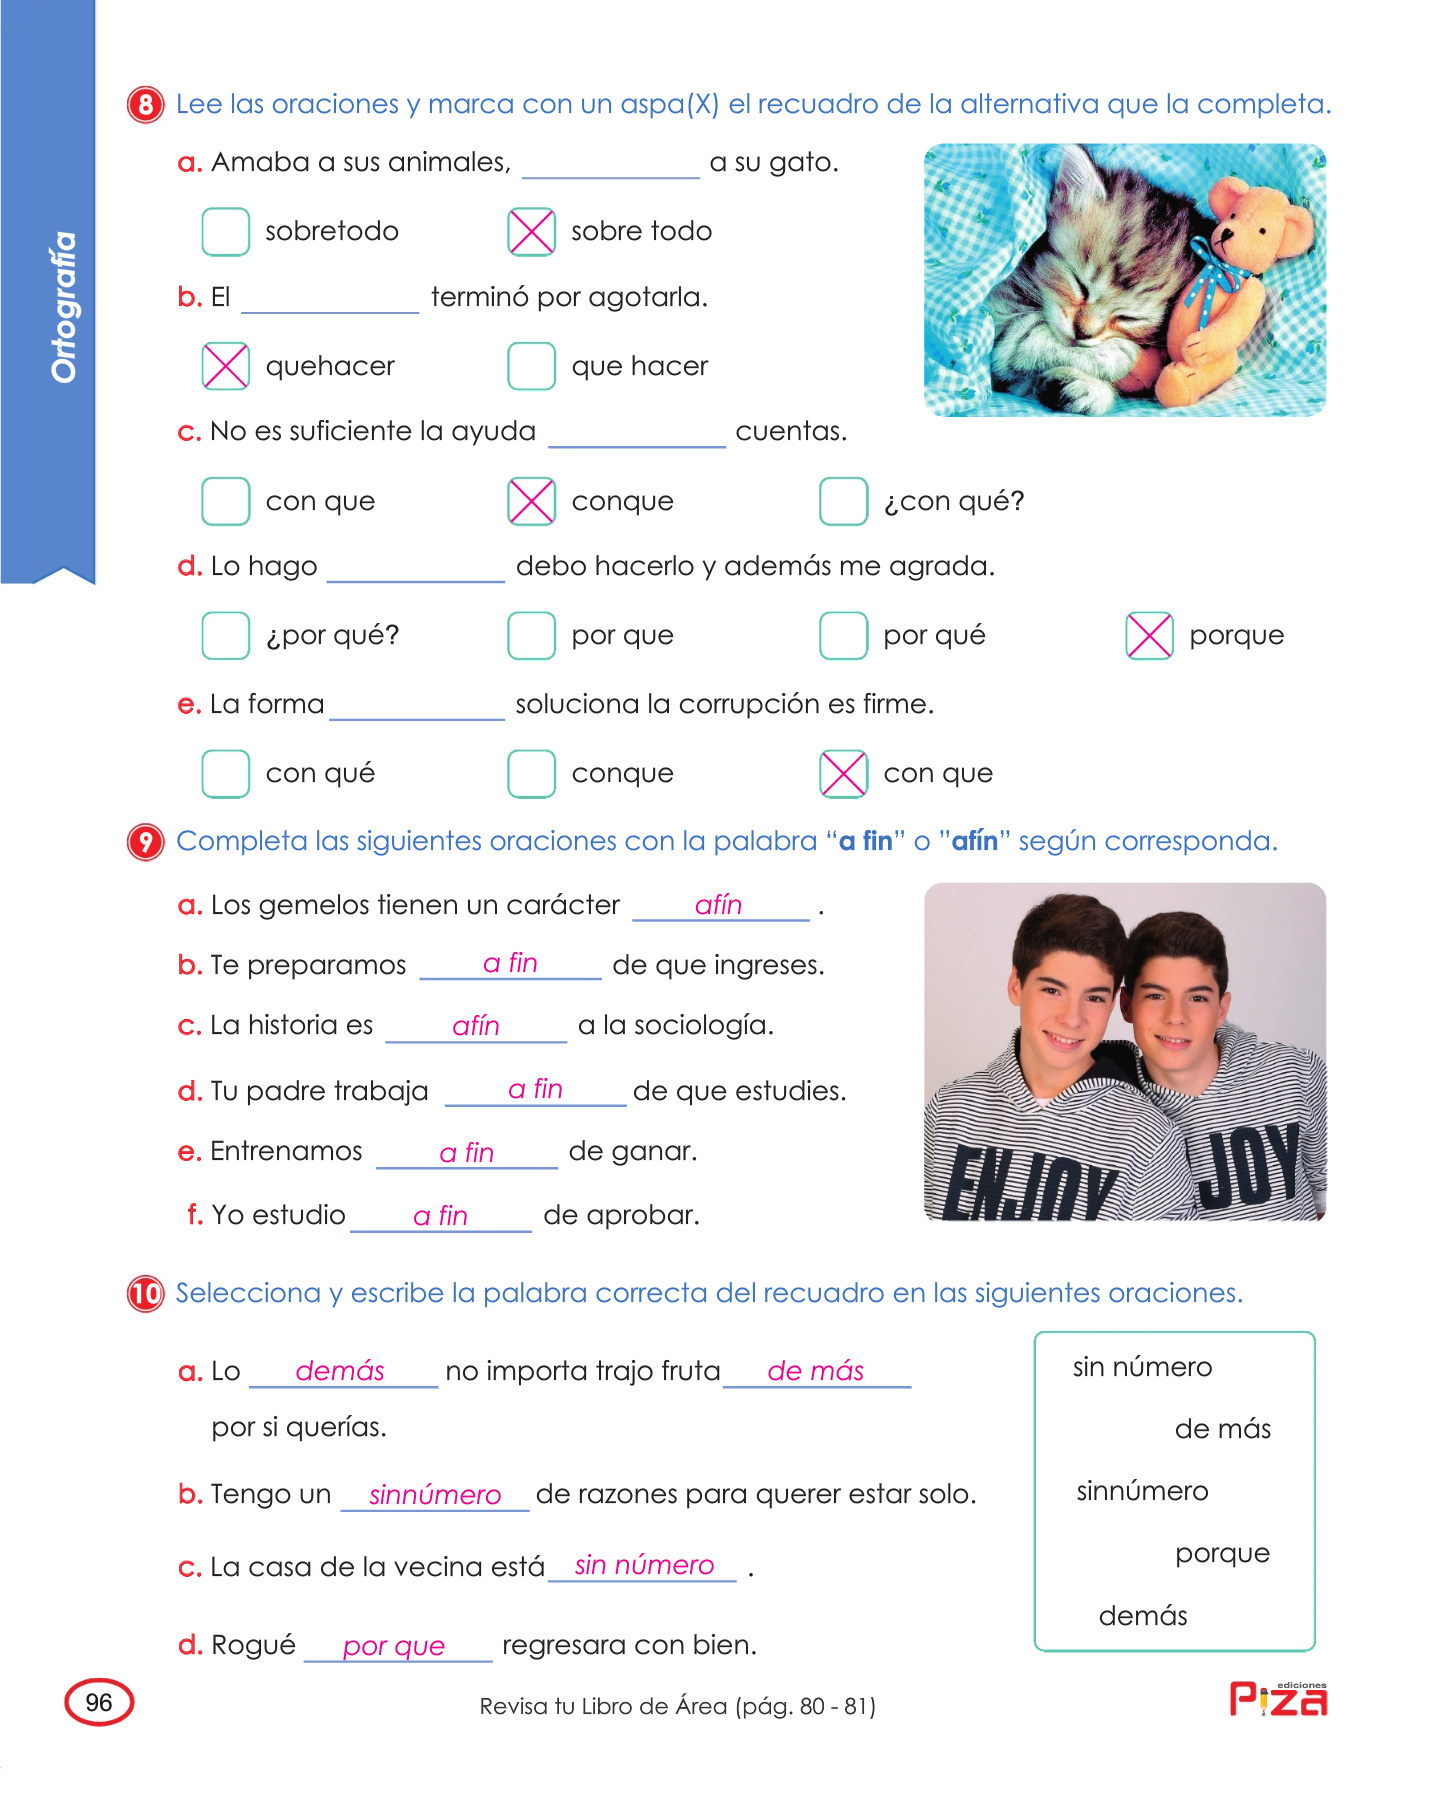 Ortografía
8 Lee las oraciones y marca con un aspa(X) el recuadro de la alternativa que la completa.
a. Amaba a sus animales, ____________ a su gato.
sobretodo X sobre todo
b. El ____________ terminó por agotarla.
X quehacer que hacer
c. No es suficiente la ayuda ____________ cuentas.
con que X conque ¿con qué?
d. Lo hago ____________ debo hacerlo y además me agrada.
¿por qué? por que por qué X porque
e. La forma ____________ soluciona la corrupción es firme.
con qué conque X con que
9 Completa las siguientes oraciones con la palabra “a fin” o ”afín” según corresponda.
a. Los gemelos tienen un carácter afín .
b. Te preparamos a fin de que ingreses.
c. La historia es afín a la sociología.
d. Tu padre trabaja a fin de que estudies.
e. Entrenamos a fin de ganar.
f. Yo estudio a fin de aprobar.
ENJOY JOY
10 Selecciona y escribe la palabra correcta del recuadro en las siguientes oraciones.
a. Lo demás no importa trajo fruta de más
por si querías.
b. Tengo un sinnúmero de razones para querer estar solo.
c. La casa de la vecina está sin número .
d. Rogué por que regresara con bien.
sin número
de más
sinnúmero
porque
demás
96
Revisa tu Libro de Área (pág. 80 - 81)
ediciones
Piza